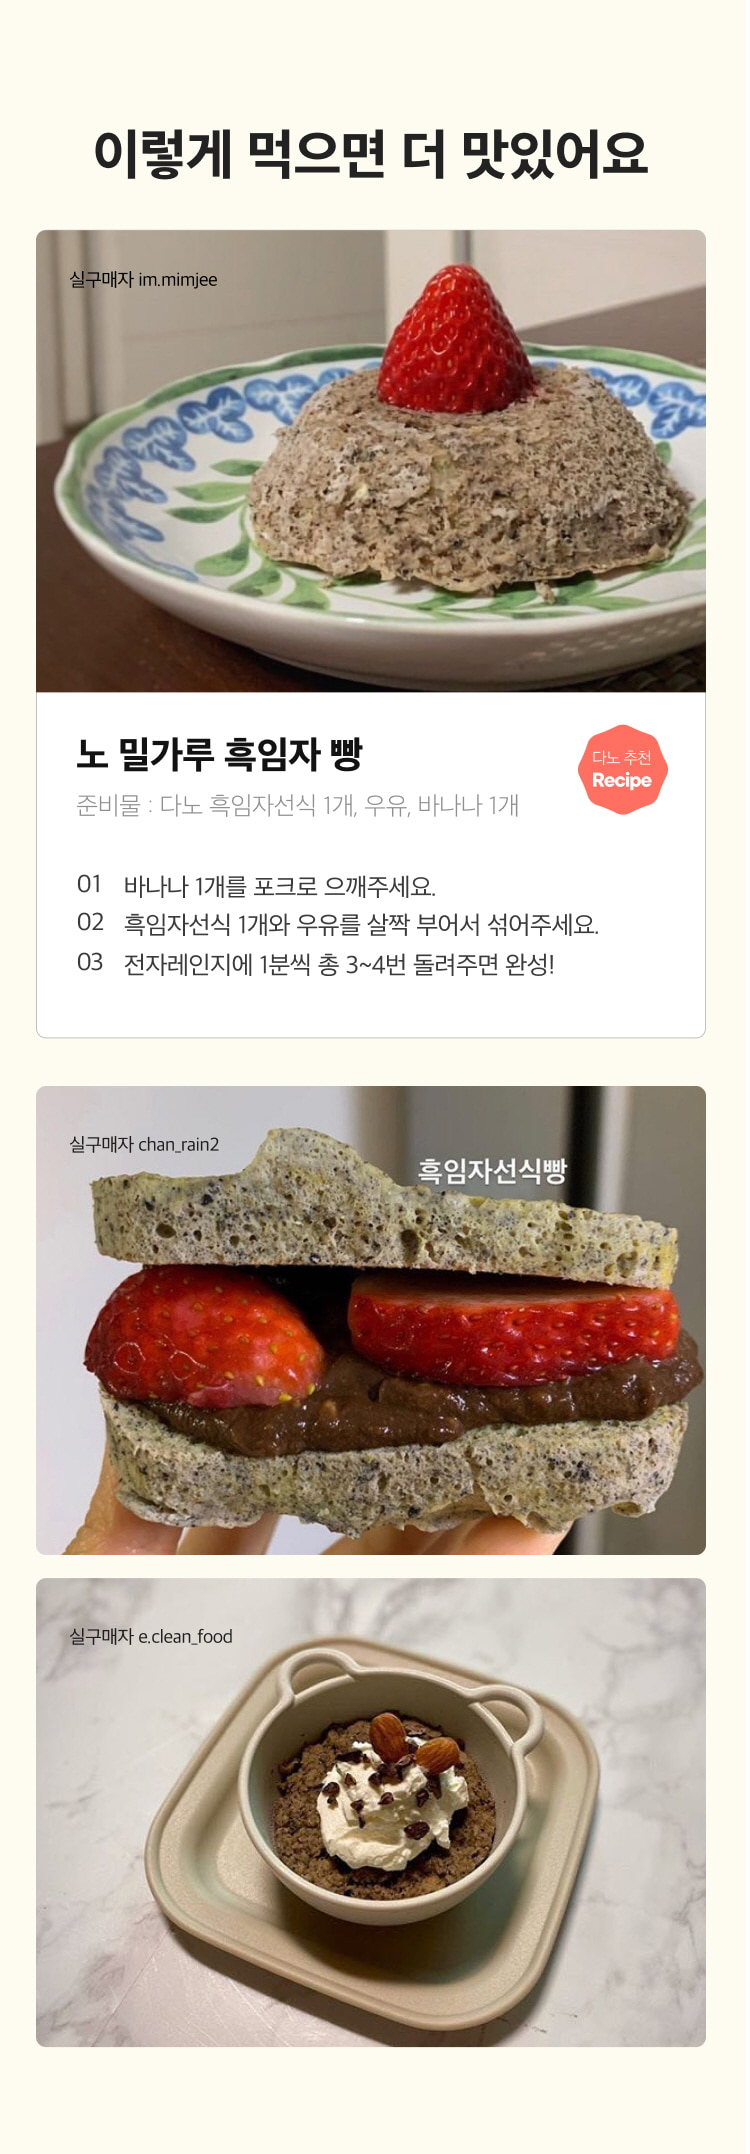 이렇게 먹으면 더 맛있어요
실구매자 im.mimjee
노 밀가루 흑임자 빵
다노 추천
Recipe
준비물 : 다노 흑임자선식 1개, 우유, 바나나 1개
01 바나나 1개를 포크로 으깨주세요.
02 흑임자선식 1개와 우유를 살짝 부어서 섞어주세요.
03 전자레인지에 1분씩 총 3~4번 돌려주면 완성!
실구매자 chan_rain2
흑임자선식빵
실구매자 e.clean_food